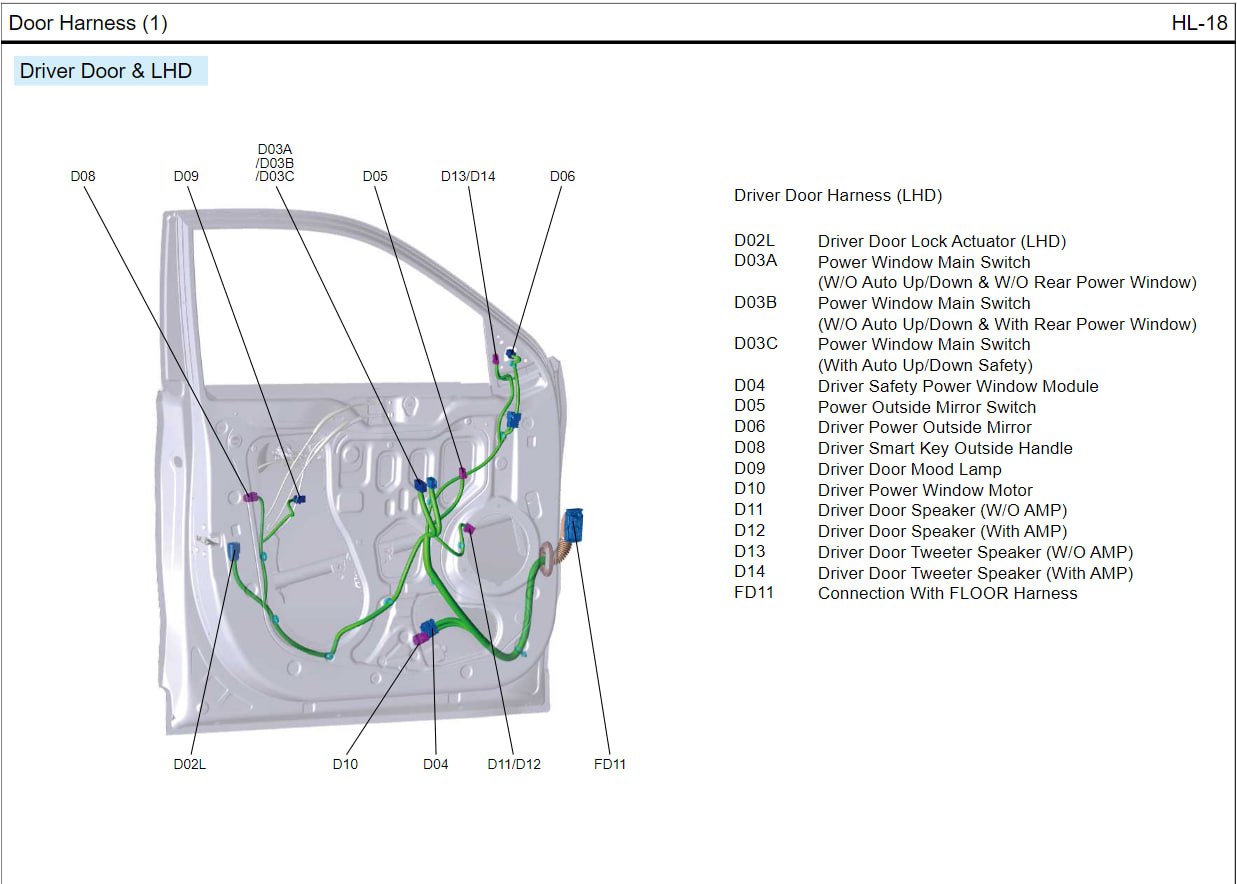 Door Harness (1)
HL-18
Driver Door & LHD
D03A
/D03B
/D03C
D08
D09
D05
D13/D14
D06
Driver Door Harness (LHD)
D02L Driver Door Lock Actuator (LHD)
D03A Power Window Main Switch
(W/O Auto Up/Down & W/O Rear Power Window)
D03B Power Window Main Switch
(W/O Auto Up/Down & With Rear Power Window)
D03C Power Window Main Switch
(With Auto Up/Down Safety)
D04 Driver Safety Power Window Module
D05 Power Outside Mirror Switch
D06 Driver Power Outside Mirror
D08 Driver Smart Key Outside Handle
D09 Driver Door Mood Lamp
D10 Driver Power Window Motor
D11 Driver Door Speaker (W/O AMP)
D12 Driver Door Speaker (With AMP)
D13 Driver Door Tweeter Speaker (W/O AMP)
D14 Driver Door Tweeter Speaker (With AMP)
FD11 Connection With FLOOR Harness
D02L
D10
D04
D11/D12
FD11